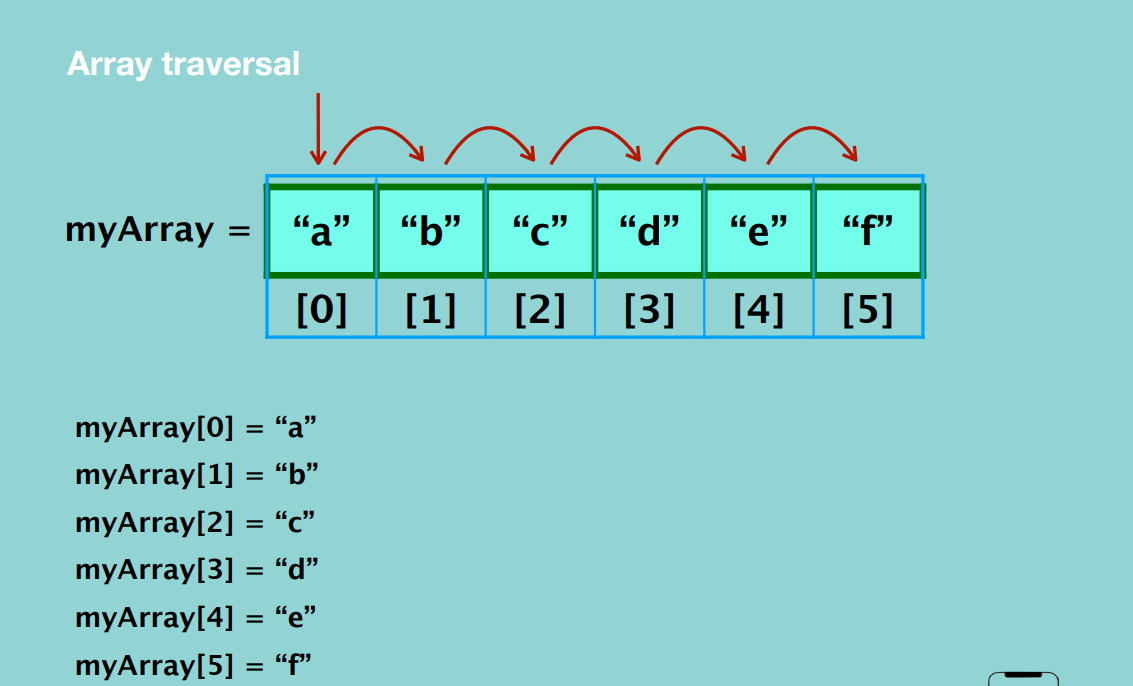 Array traversal
myArray = “a” “b” “c” “d” “e” “f”
[0] [1] [2] [3] [4] [5]
myArray[0] = “a”
myArray[1] = “b”
myArray[2] = “c”
myArray[3] = “d”
myArray[4] = “e”
myArray[5] = “f”